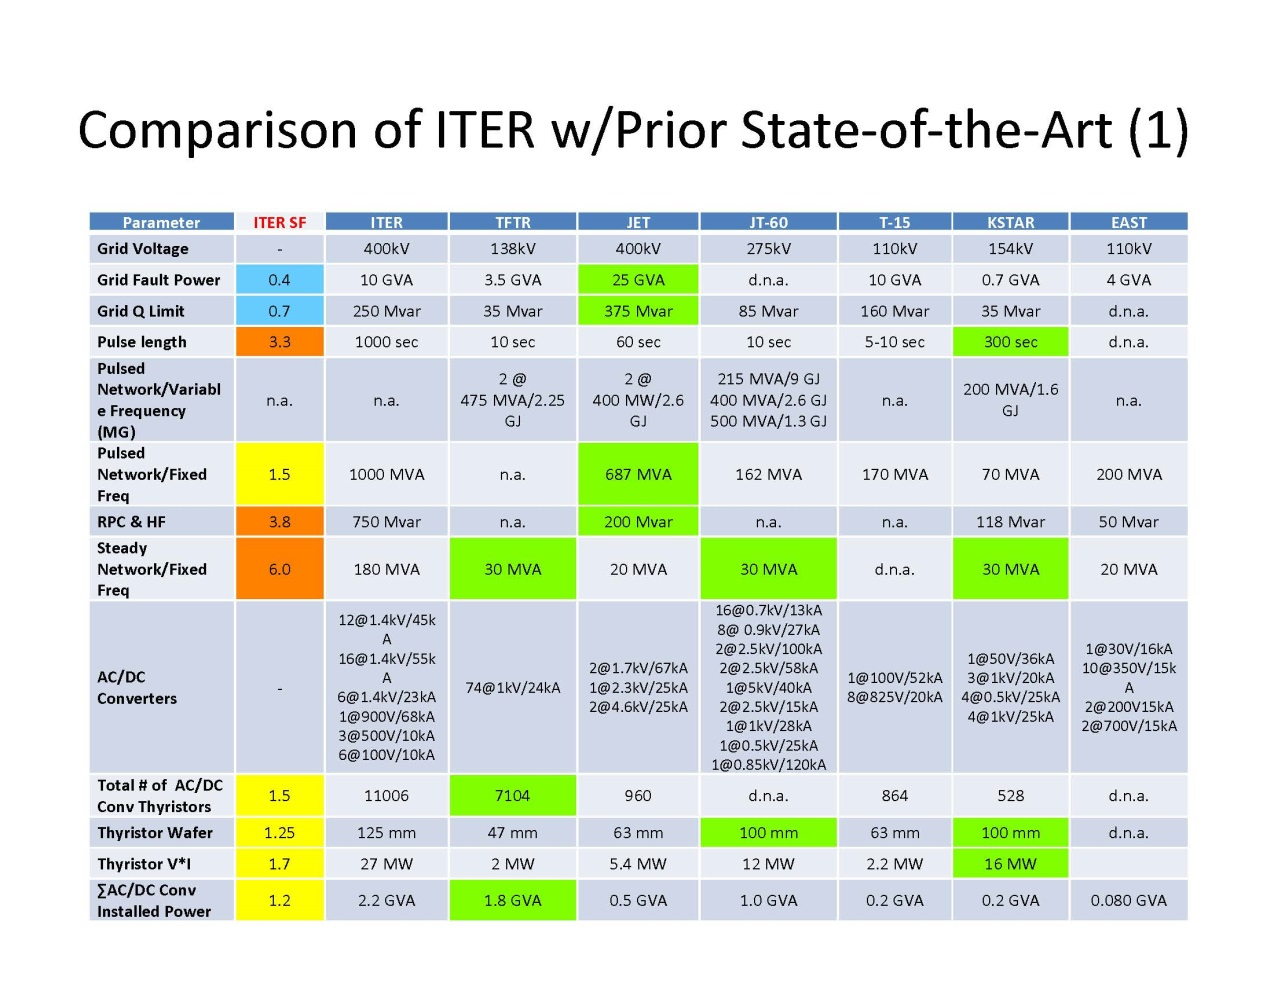 Comparison of ITER w/Prior State-of-the-Art (1)
Parameter ITER SF ITER TFTR JET JT-60 T-15 KSTAR EAST
Grid Voltage - 400kV 138kV 400kV 275kV 110kV 154kV 110kV
Grid Fault Power 0.4 10 GVA 3.5 GVA 25 GVA d.n.a. 10 GVA 0.7 GVA 4 GVA
Grid Q Limit 0.7 250 Mvar 35 Mvar 375 Mvar 85 Mvar 160 Mvar 35 Mvar d.n.a.
Pulse length 3.3 1000 sec 10 sec 60 sec 10 sec 5-10 sec 300 sec d.n.a.
Pulsed
Network/Variabl
e Frequency
(MG)
n.a.
n.a.
2 @
475 MVA/2.25
GJ
2 @
400 MW/2.6
GJ
215 MVA/9 GJ
400 MVA/2.6 GJ
500 MVA/1.3 GJ
n.a.
200 MVA/1.6
GJ
n.a.
Pulsed
Network/Fixed
Freq
1.5 1000 MVA n.a. 687 MVA 162 MVA 170 MVA 70 MVA 200 MVA
RPC & HF 3.8 750 Mvar n.a. 200 Mvar n.a. n.a. 118 Mvar 50 Mvar
Steady
Network/Fixed
Freq
6.0 180 MVA 30 MVA 20 MVA 30 MVA d.n.a. 30 MVA 20 MVA
AC/DC
Converters
-
12@1.4kV/45k
A
16@1.4kV/55k
A
6@1.4kV/23kA
1@900V/68kA
3@500V/10kA
6@100V/10kA
74@1kV/24kA
2@1.7kV/67kA
1@2.3kV/25kA
2@4.6kV/25kA
16@0.7kV/13kA
8@ 0.9kV/27kA
2@2.5kV/100kA
2@2.5kV/58kA
1@5kV/40kA
2@2.5kV/15kA
1@1kV/28kA
1@0.5kV/25kA
1@0.85kV/120kA
1@100V/52kA
8@825V/20kA
1@50V/36kA
3@1kV/20kA
4@0.5kV/25kA
4@1kV/25kA
1@30V/16kA
10@350V/15k
A
2@200V15kA
2@700V/15kA
Total # of AC/DC
Conv Thyristors
1.5 11006 7104 960 d.n.a. 864 528 d.n.a.
Thyristor Wafer 1.25 125 mm 47 mm 63 mm 100 mm 63 mm 100 mm d.n.a.
Thyristor V*I 1.7 27 MW 2 MW 5.4 MW 12 MW 2.2 MW 16 MW
∑AC/DC Conv
Installed Power
1.2 2.2 GVA 1.8 GVA 0.5 GVA 1.0 GVA 0.2 GVA 0.2 GVA 0.080 GVA